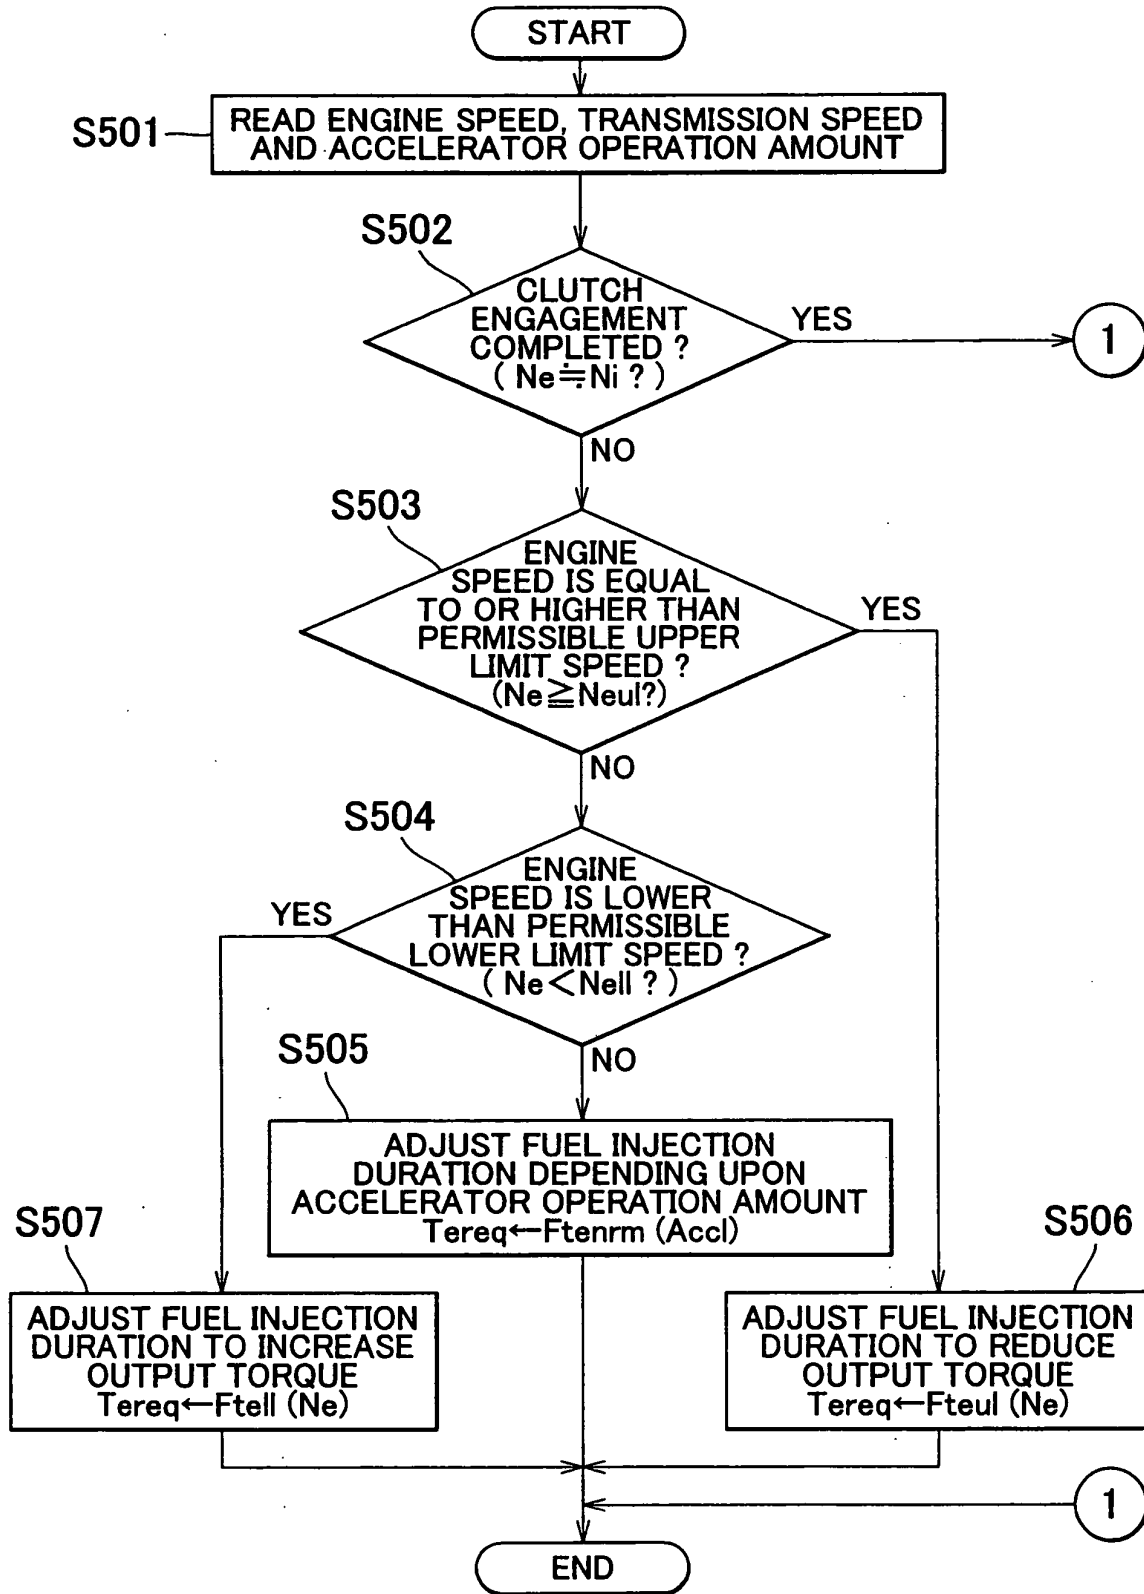 START
S501
READ ENGINE SPEED, TRANSMISSION SPEED
AND ACCELERATOR OPERATION AMOUNT
S502
CLUTCH
ENGAGEMENT
COMPLETED ?
( Ne≒Ni ? )
YES
1
NO
S503
ENGINE
SPEED IS EQUAL
TO OR HIGHER THAN
PERMISSIBLE UPPER
LIMIT SPEED ?
(Ne≧Neul?)
YES
NO
S504
ENGINE
SPEED IS LOWER
THAN PERMISSIBLE
LOWER LIMIT SPEED ?
( Ne<Nell ? )
YES
NO
S505
ADJUST FUEL INJECTION
DURATION DEPENDING UPON
ACCELERATOR OPERATION AMOUNT
Tereq←Ftenrm (Accl)
S507
ADJUST FUEL INJECTION
DURATION TO INCREASE
OUTPUT TORQUE
Tereq←Ftell (Ne)
S506
ADJUST FUEL INJECTION
DURATION TO REDUCE
OUTPUT TORQUE
Tereq←Fteul (Ne)
1
END